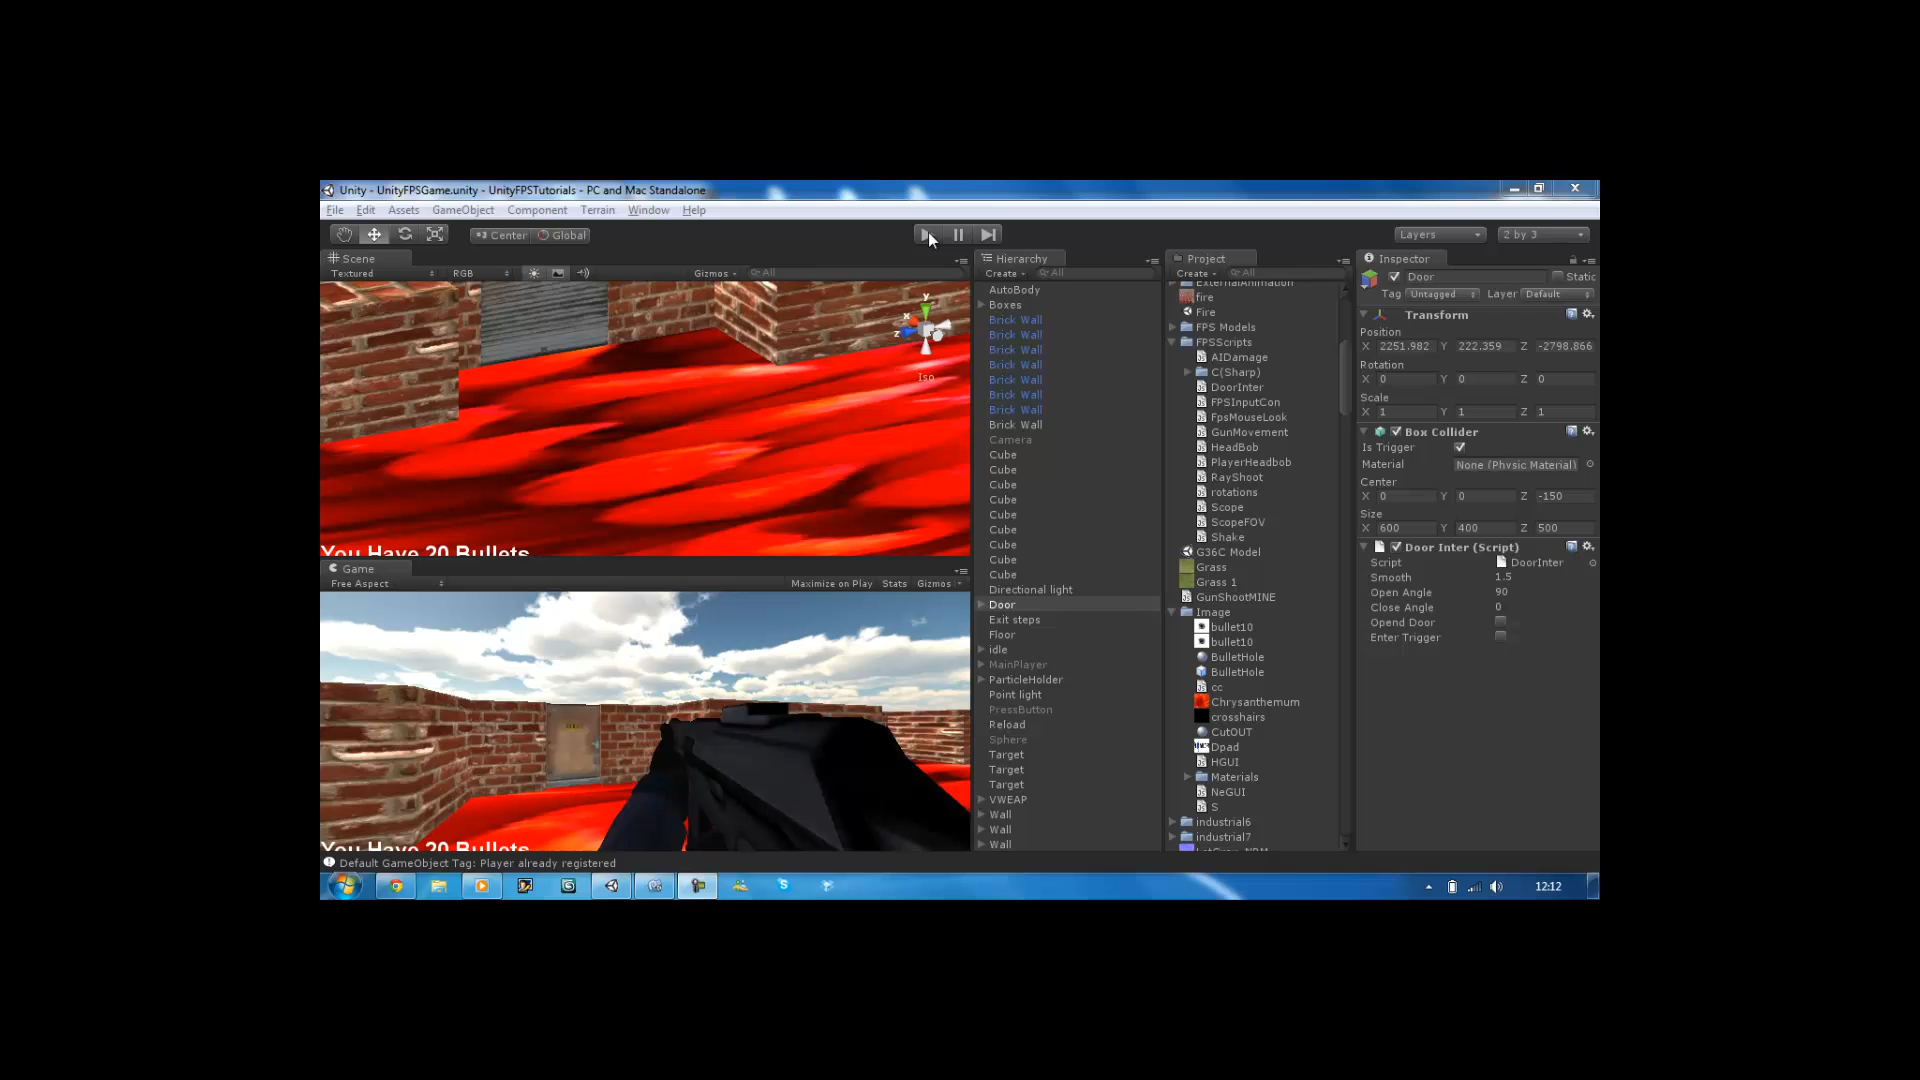 Unity - UnityFPSGame.unity - UnityFPSTutorials - PC and Mac Standalone
File Edit Assets GameObject Component Terrain Window Help
Center Global
Layers
2 by 3
Scene
Textured
RGB
Gizmos
All
You Have 20 Bullets
Game
Free Aspect
Maximize on Play Stats Gizmos
You Have 20 Bullets
Hierarchy
Create
All
AutoBody
Boxes
Brick Wall
Brick Wall
Brick Wall
Brick Wall
Brick Wall
Brick Wall
Brick Wall
Brick Wall
Camera
Cube
Cube
Cube
Cube
Cube
Cube
Cube
Cube
Cube
Directional light
Door
Exit steps
Floor
idle
MainPlayer
ParticleHolder
Point light
PressButton
Reload
Sphere
Target
Target
Target
VWEAP
Wall
Wall
Wall
Project
Create
All
ExternalAnimation
fire
Fire
FPS Models
FPSScripts
AIDamage
C(Sharp)
DoorInter
FPSInputCon
FpsMouseLook
GunMovement
HeadBob
PlayerHeadbob
RayShoot
rotations
Scope
ScopeFOV
Shake
G36C Model
Grass
Grass 1
GunShootMINE
Image
bullet10
bullet10
BulletHole
BulletHole
cc
Chrysanthemum
crosshairs
CutOUT
Dpad
HGUI
Materials
NeGUI
S
industrial6
industrial7
Inspector
Door
Static
Tag Untagged Layer Default
Transform
Position
X 2251.982 Y 222.359 Z -2798.866
Rotation
X 0 Y 0 Z 0
Scale
X 1 Y 1 Z 1
Box Collider
Is Trigger
Material None (Physic Material)
Center
X 0 Y 0 Z -150
Size
X 600 Y 400 Z 500
Door Inter (Script)
Script DoorInter
Smooth 1.5
Open Angle 90
Close Angle 0
Opend Door
Enter Trigger
Default GameObject Tag: Player already registered
12:12